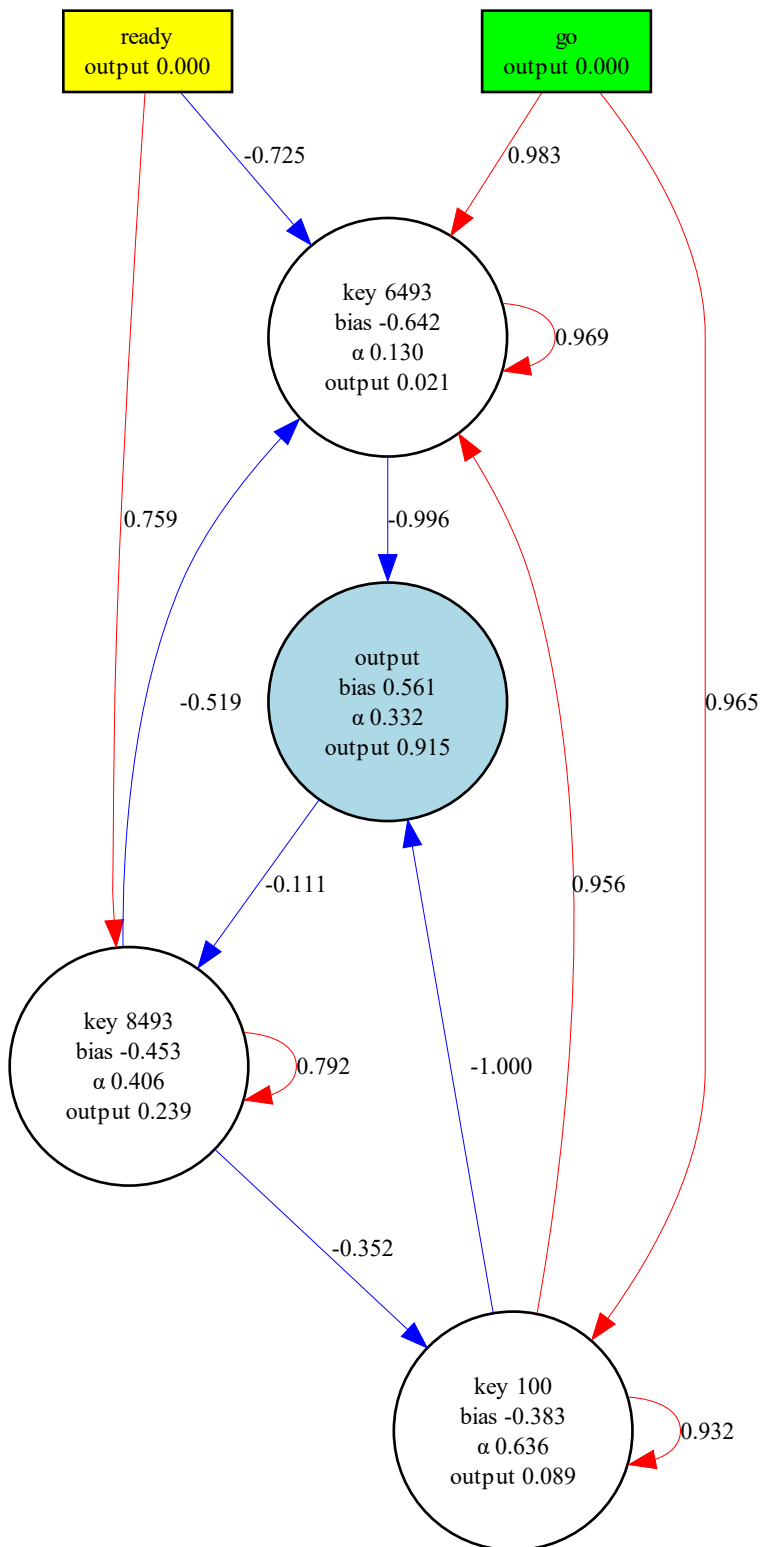 ready
output 0.000
go
output 0.000
-0.725
0.983
key 6493
bias -0.642
α 0.130
output 0.021
0.969
0.759
-0.996
-0.519
output
bias 0.561
α 0.332
output 0.915
0.965
-0.111
0.956
key 8493
bias -0.453
α 0.406
output 0.239
0.792
-1.000
-0.352
key 100
bias -0.383
α 0.636
output 0.089
0.932